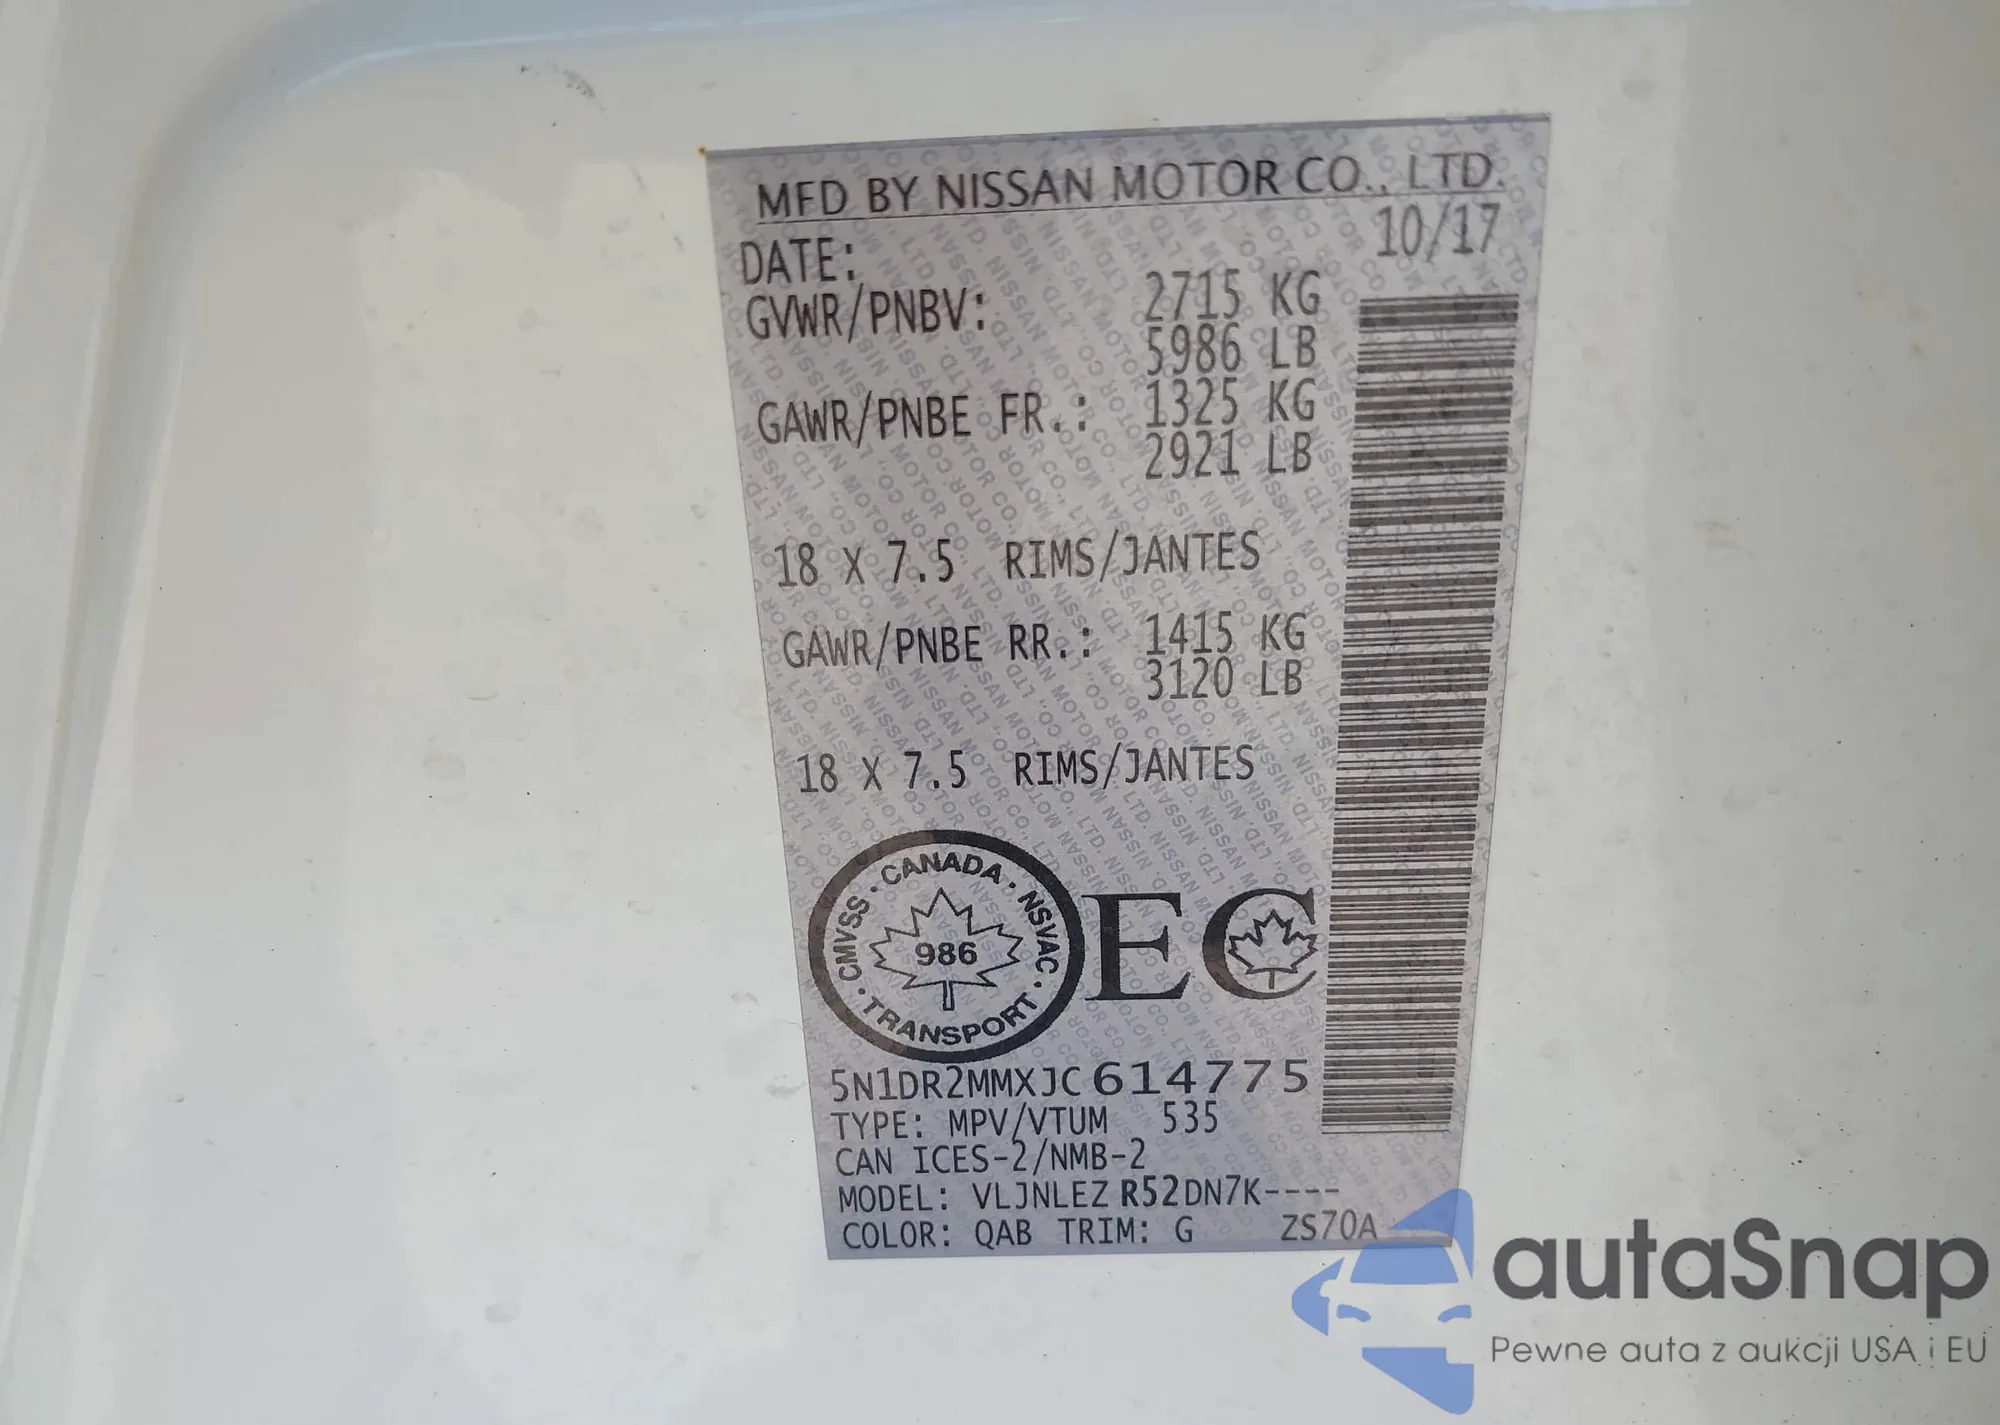 MFD BY NISSAN MOTOR CO., LTD.
DATE: 10/17
GVWR/PNBV: 2715 KG
5986 LB
GAWR/PNBE FR.: 1325 KG
2921 LB
18 X 7.5 RIMS/JANTES
GAWR/PNBE RR.: 1415 KG
3120 LB
18 X 7.5 RIMS/JANTES
CANADA · NSVAC · TRANSPORT · CMVSS ·
986
EC
5N1DR2MMXJC614775
TYPE: MPV/VTUM 535
CAN ICES-2/NMB-2
MODEL: VLJNLEZ R52DN7K----
COLOR: QAB TRIM: G ZS70A
autaSnap
Pewne auta z aukcji USA i EU